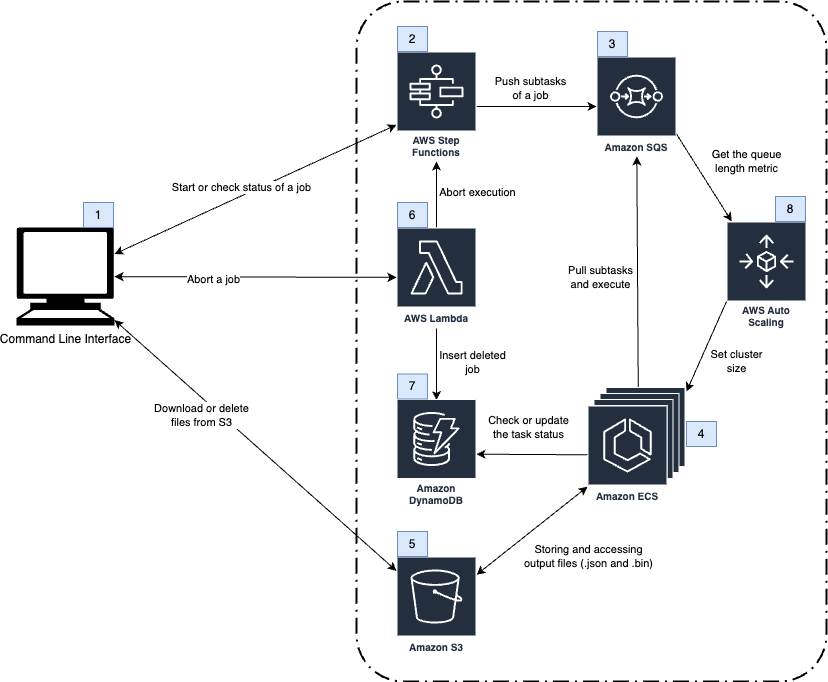 2
3
AWS Step
Functions
Push subtasks
of a job
Amazon SQS
Get the queue
length metric
Start or check status of a job
Abort execution
1
6
8
Abort a job
Pull subtasks
and execute
AWS Lambda
AWS Auto
Scaling
Command Line Interface
Insert deleted
job
Set cluster
size
7
Download or delete
files from S3
Check or update
the task status
4
Amazon
DynamoDB
Amazon ECS
5
Storing and accessing
output files (.json and .bin)
Amazon S3